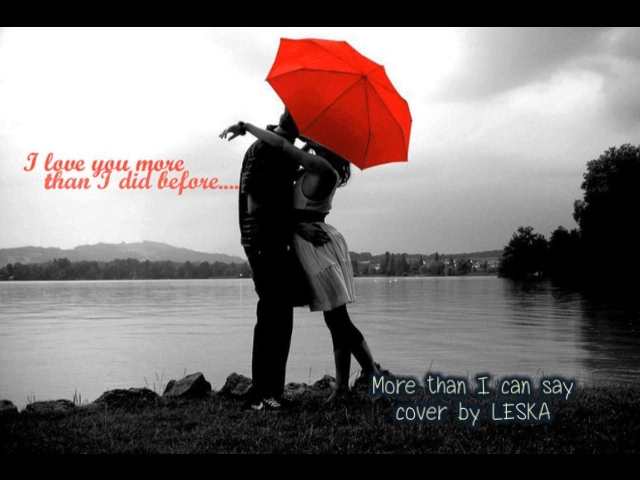 I love you more
than I did before....
More than I can say
cover by LESKA